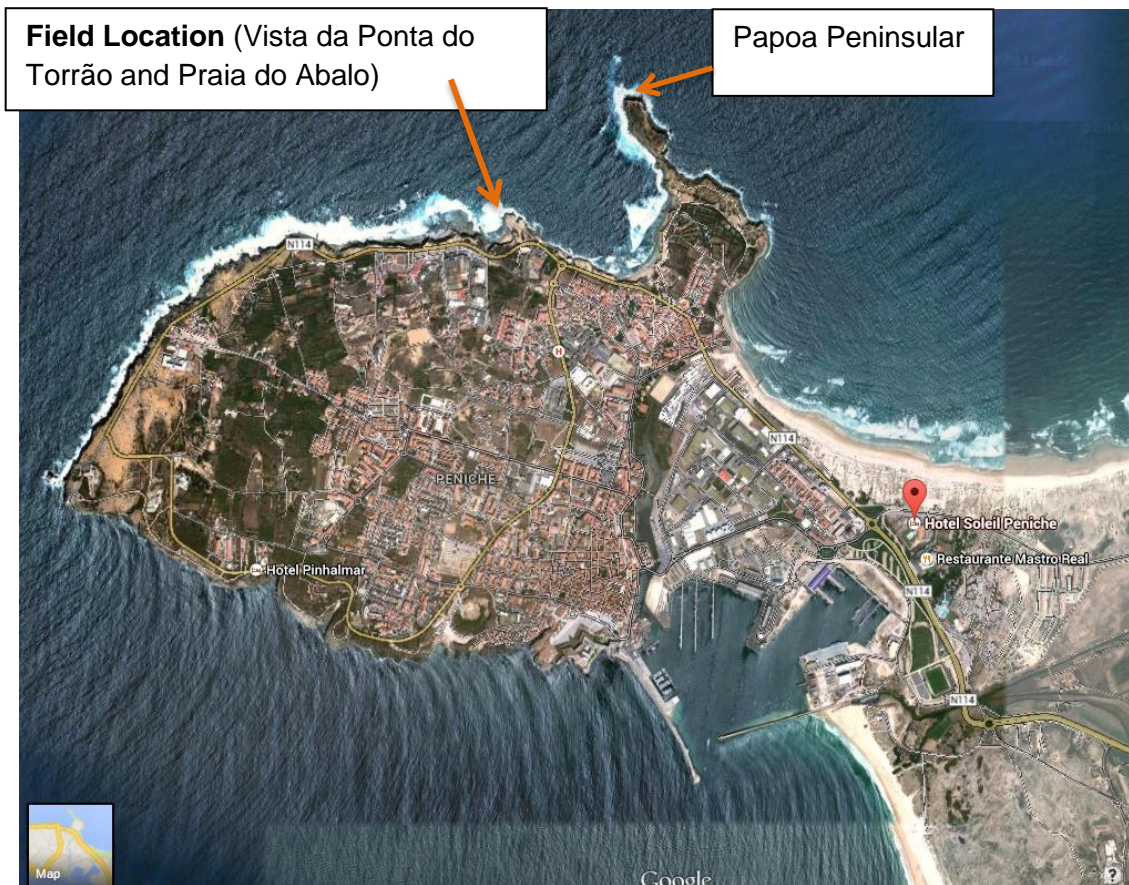 Field Location (Vista da Ponta do
Torrão and Praia do Abalo)
Papoa Peninsular
N114
H
N114
PENICHE
Hotel Soleil Peniche
Restaurante Mastro Real
Hotel Pinhalmar
N114
N114
Map
Google
?